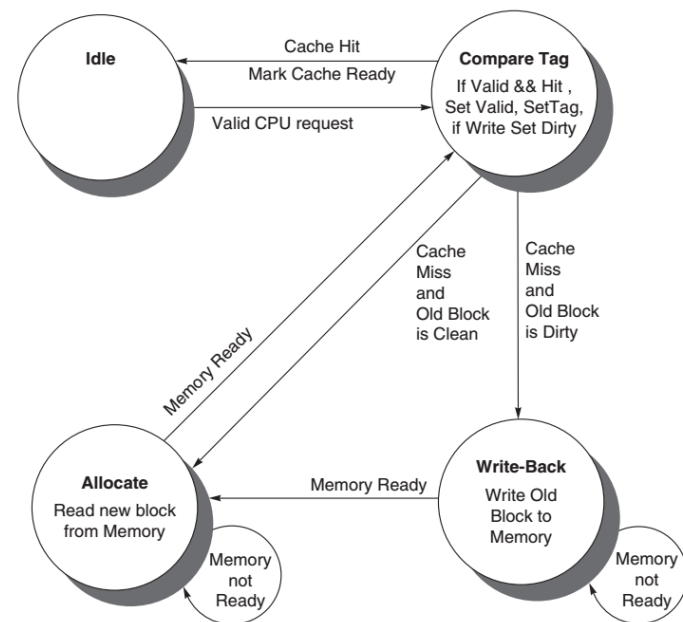 Idle
Cache Hit
Mark Cache Ready
Valid CPU request
Compare Tag
If Valid && Hit ,
Set Valid, SetTag,
if Write Set Dirty
Cache
Miss
and
Old Block
is Clean
Cache
Miss
and
Old Block
is Dirty
Memory Ready
Allocate
Read new block
from Memory
Memory
not
Ready
Memory Ready
Write-Back
Write Old
Block to
Memory
Memory
not
Ready